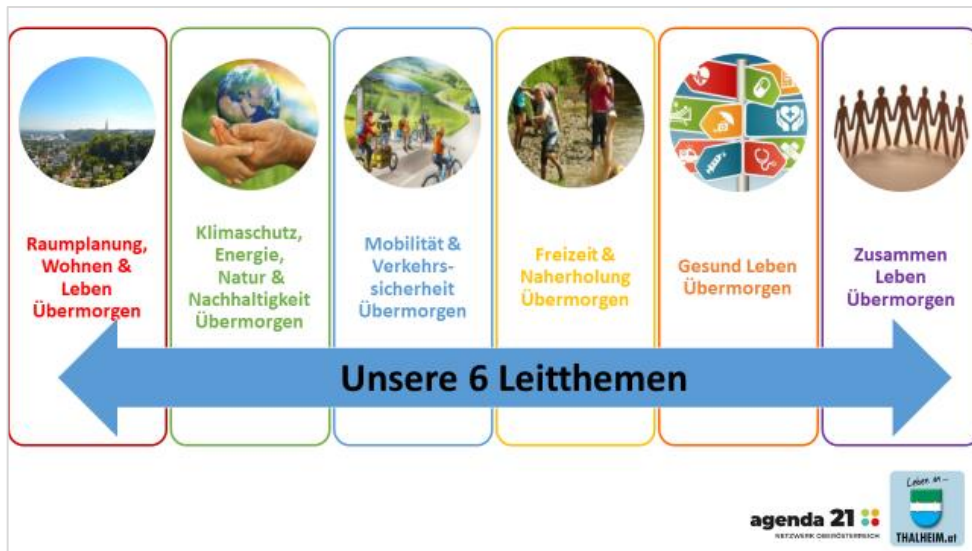 Raumplanung,
Wohnen &
Leben
Übermorgen
Klimaschutz,
Energie,
Natur &
Nachhaltigkeit
Übermorgen
Mobilität &
Verkehrs-
sicherheit
Übermorgen
Freizeit &
Naherholung
Übermorgen
Gesund Leben
Übermorgen
Zusammen
Leben
Übermorgen
Unsere 6 Leitthemen
agenda 21
NETZWERK OBERÖSTERREICH
Leben in...
THALHEIM.at